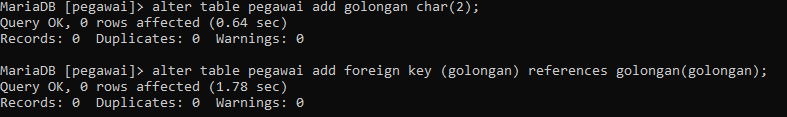 MariaDB [pegawai]> alter table pegawai add golongan char(2);
Query OK, 0 rows affected (0.64 sec)
Records: 0  Duplicates: 0  Warnings: 0
MariaDB [pegawai]> alter table pegawai add foreign key (golongan) references golongan(golongan);
Query OK, 0 rows affected (1.78 sec)
Records: 0  Duplicates: 0  Warnings: 0